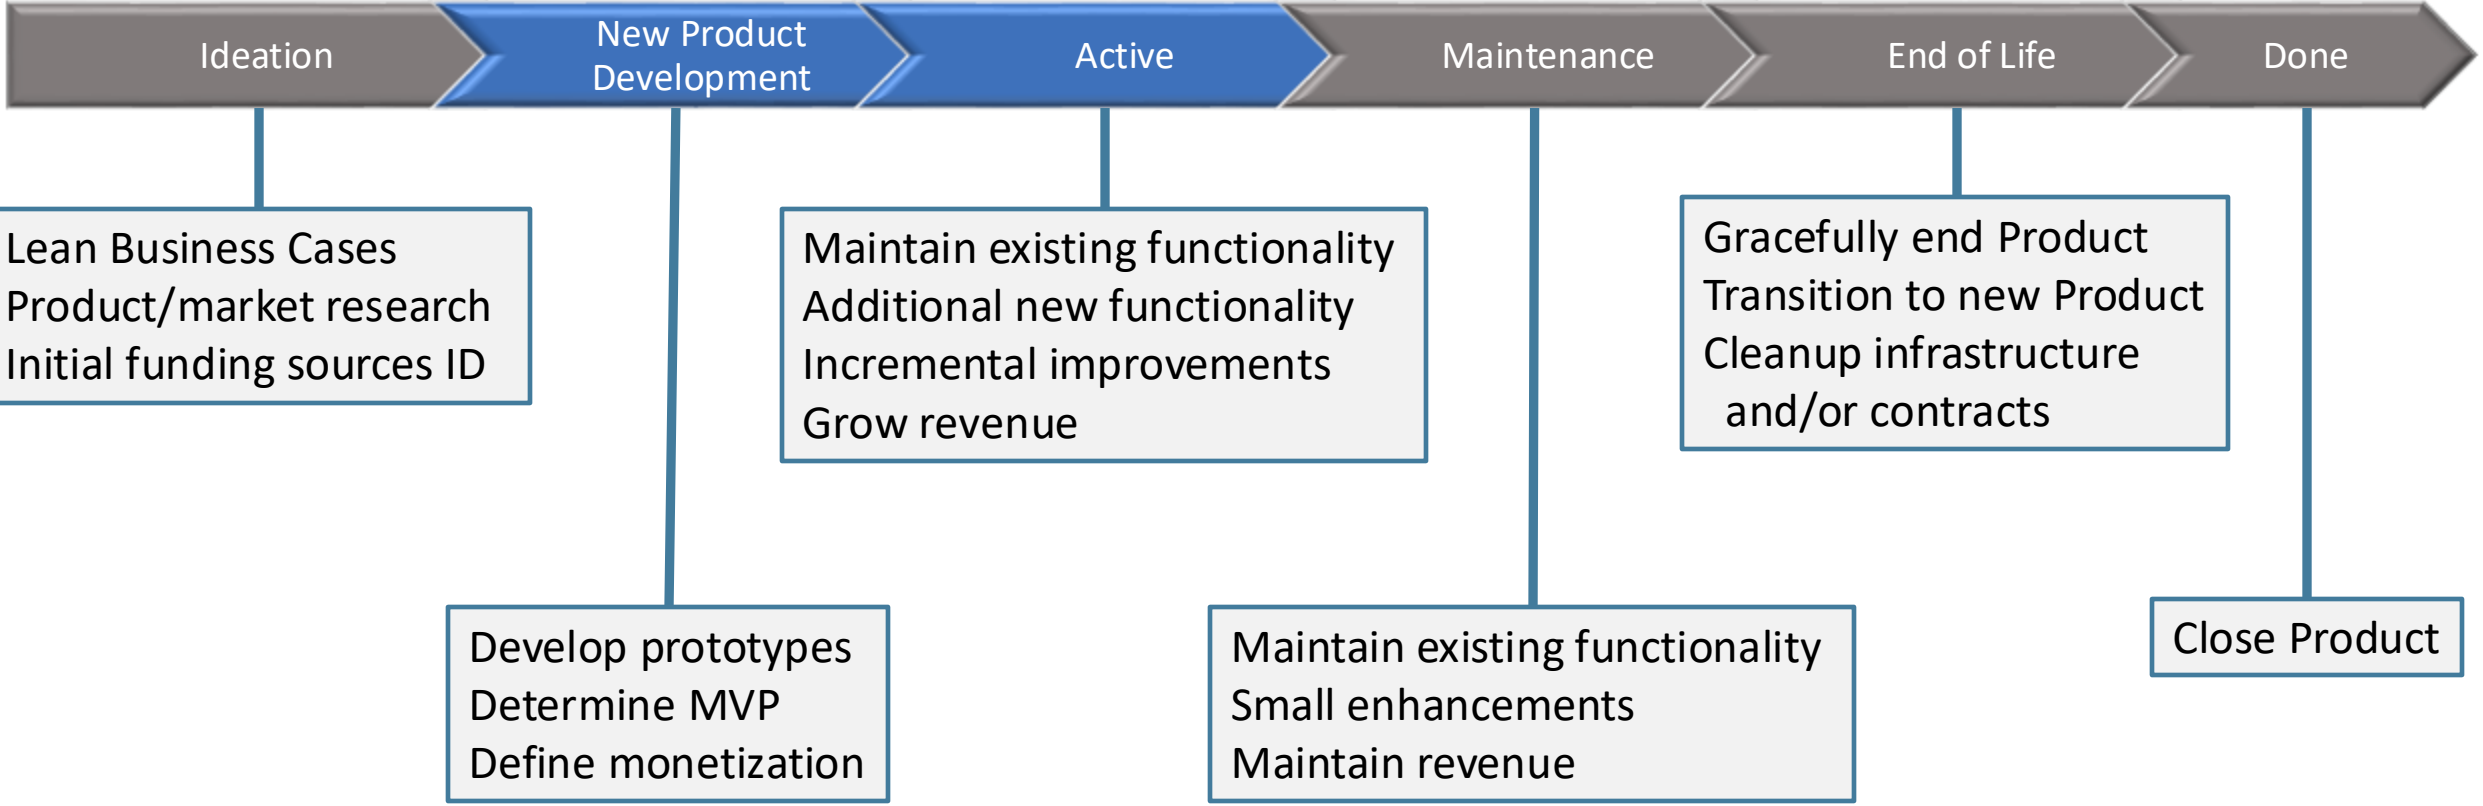 Ideation
New Product
Development
Active
Maintenance
End of Life
Done
Lean Business Cases
Product/market research
Initial funding sources ID
Maintain existing functionality
Additional new functionality
Incremental improvements
Grow revenue
Gracefully end Product
Transition to new Product
Cleanup infrastructure
and/or contracts
Develop prototypes
Determine MVP
Define monetization
Maintain existing functionality
Small enhancements
Maintain revenue
Close Product